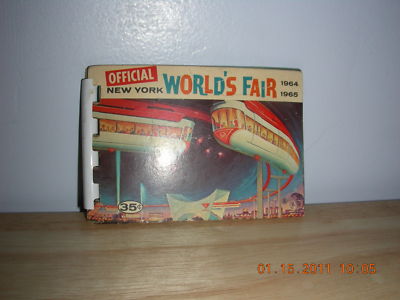 OFFICIAL
NEW YORK
WORLD'S FAIR
1964
1965
35¢
01.15.2011 10:05